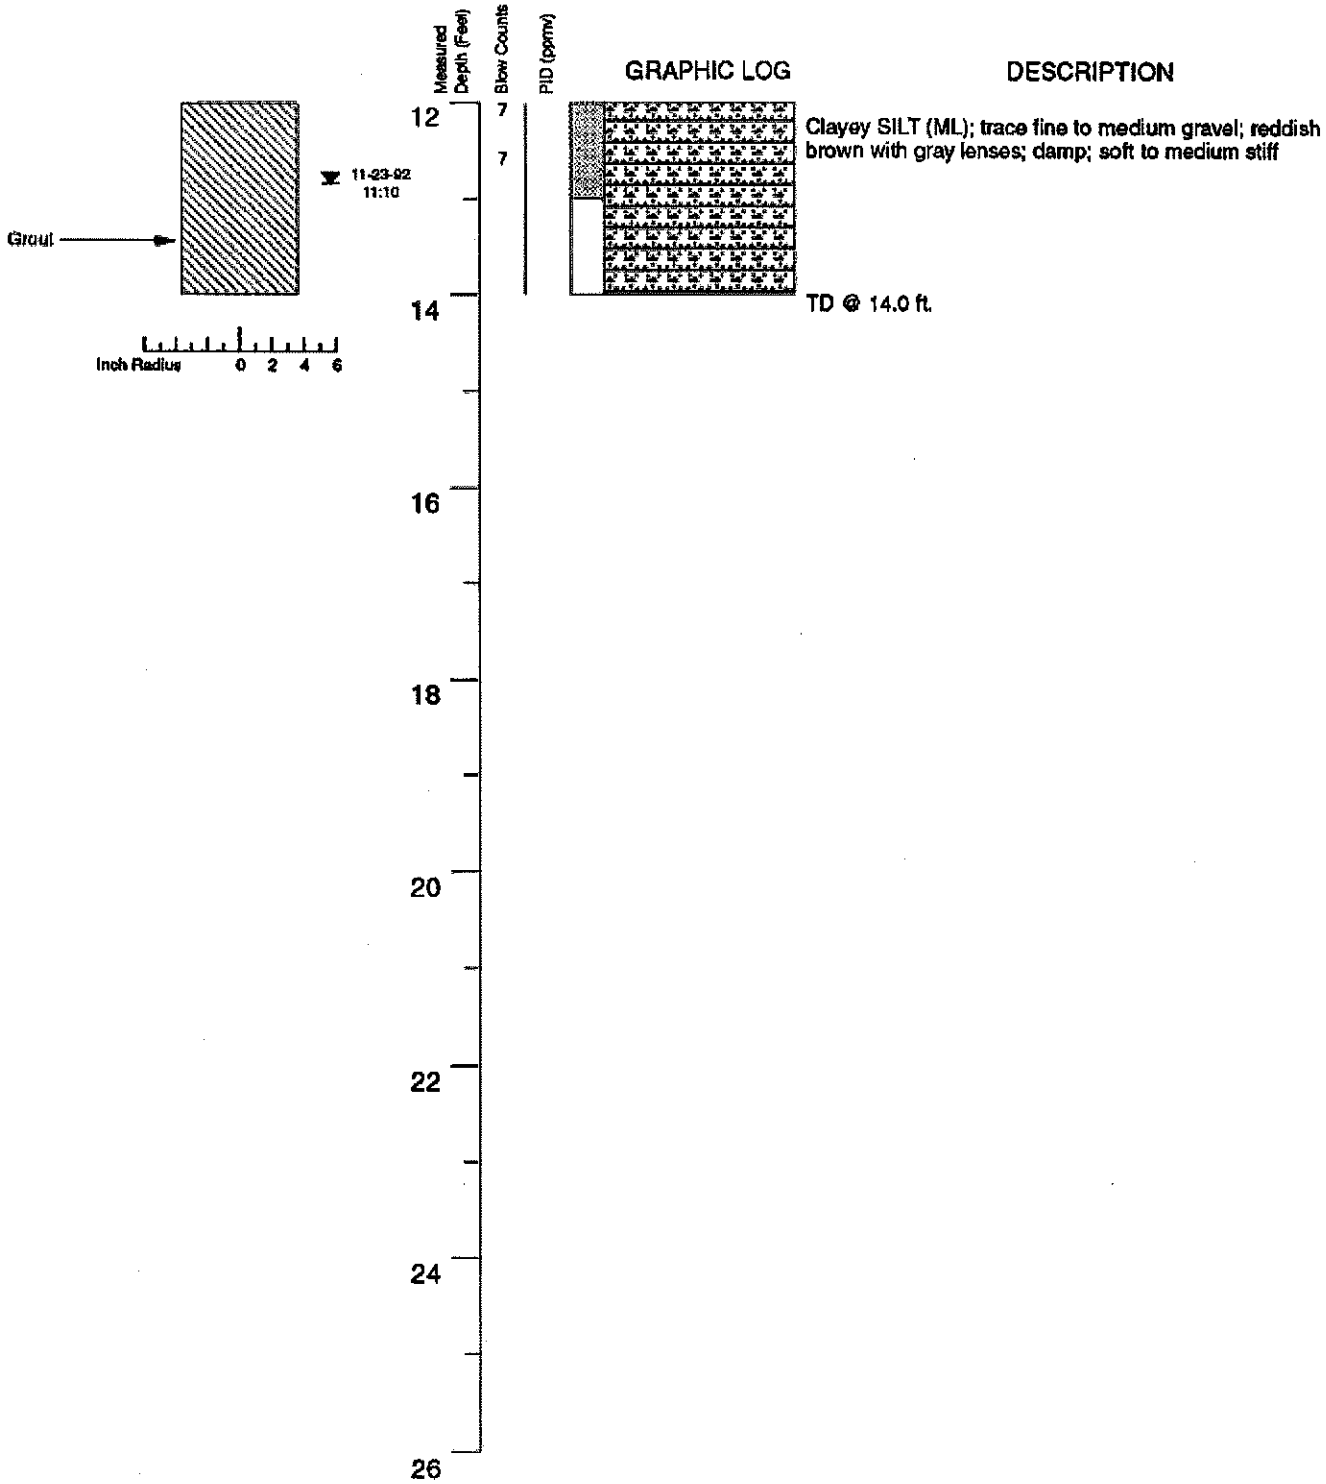 Measured
Depth (Feet)
Blow Counts
PID (ppmv)
GRAPHIC LOG
DESCRIPTION
12
7
Clayey SILT (ML); trace fine to medium gravel; reddish
brown with gray lenses; damp; soft to medium stiff
7
11-23-92
11:10
Grout
14
TD @ 14.0 ft.
Inch Radius
0 2 4 6
16
18
20
22
24
26